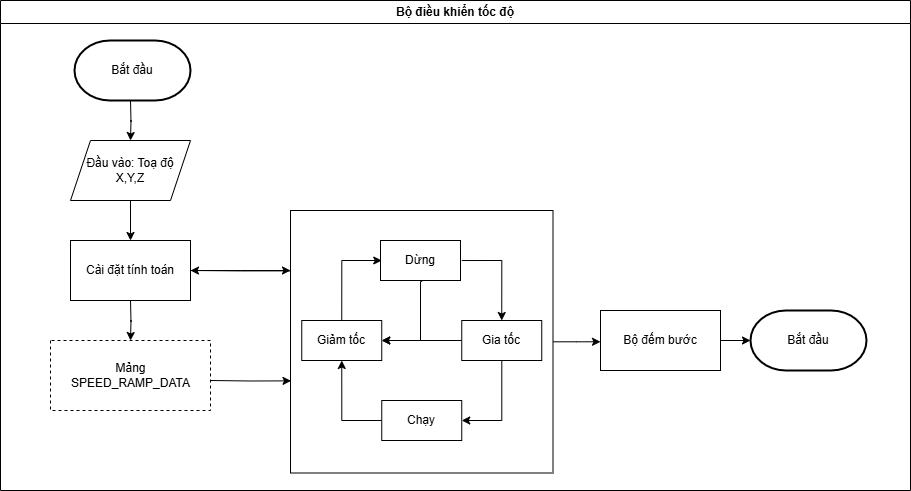 Bộ điều khiển tốc độ
Bắt đầu
Đầu vào: Toạ độ
X,Y,Z
Cải đặt tính toán
Mảng
SPEED_RAMP_DATA
Dừng
Giảm tốc
Gia tốc
Chạy
Bộ đếm bước
Bắt đầu